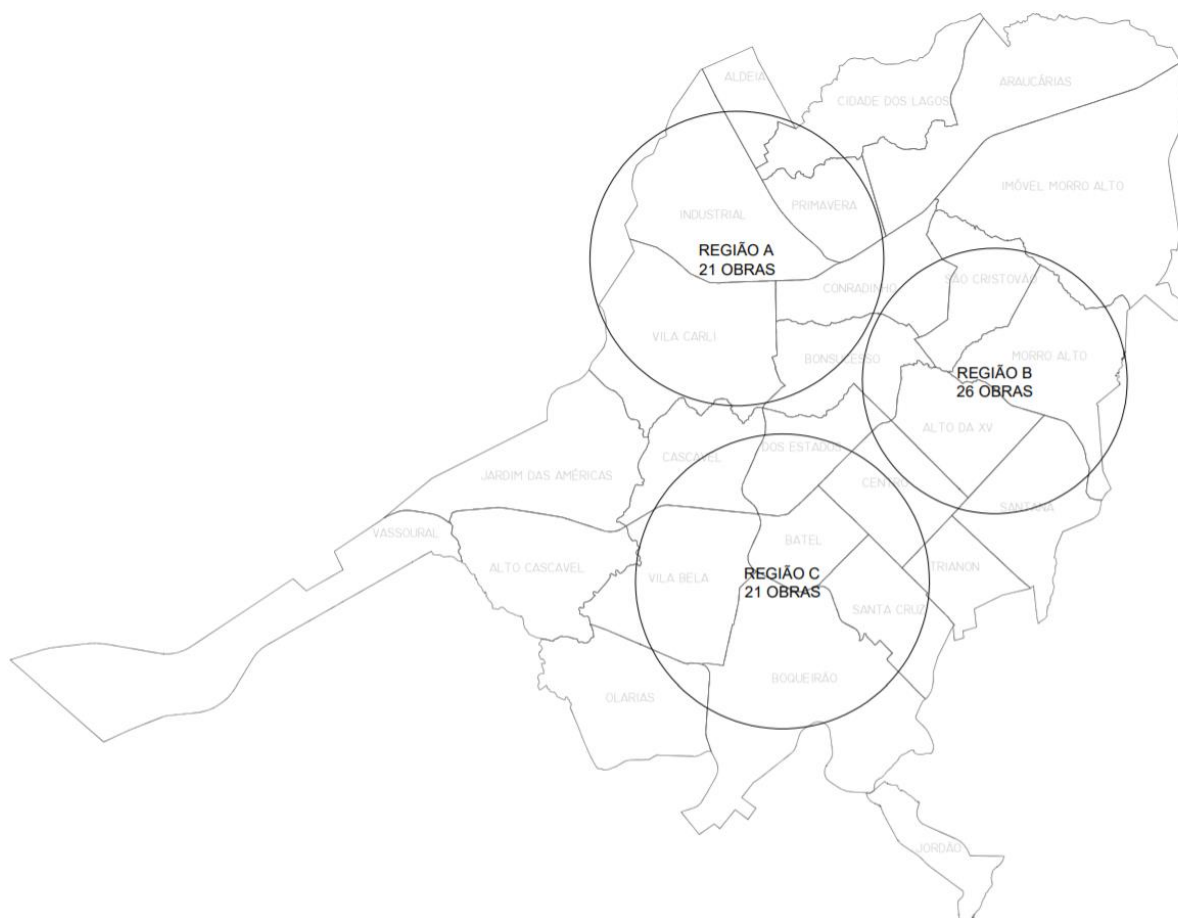 ALDEIA
ARAUCÁRIAS
CIDADE DOS LAGOS
IMÓVEL MORRO ALTO
PRIMAVERA
INDUSTRIAL
REGIÃO A
21 OBRAS
SÃO CRISTOVÃO
CONRADINHO
VILA CARLI
BONSUCESSO
MORRO ALTO
REGIÃO B
26 OBRAS
ALTO DA XV
DOS ESTADOS
CASCAVEL
JARDIM DAS AMÉRICAS
CENTRO
SANTANA
VASSOURAL
BATEL
ALTO CASCAVEL
TRIANON
VILA BELA
REGIÃO C
21 OBRAS
SANTA CRUZ
BOQUEIRÃO
OLARIAS
JORDÃO